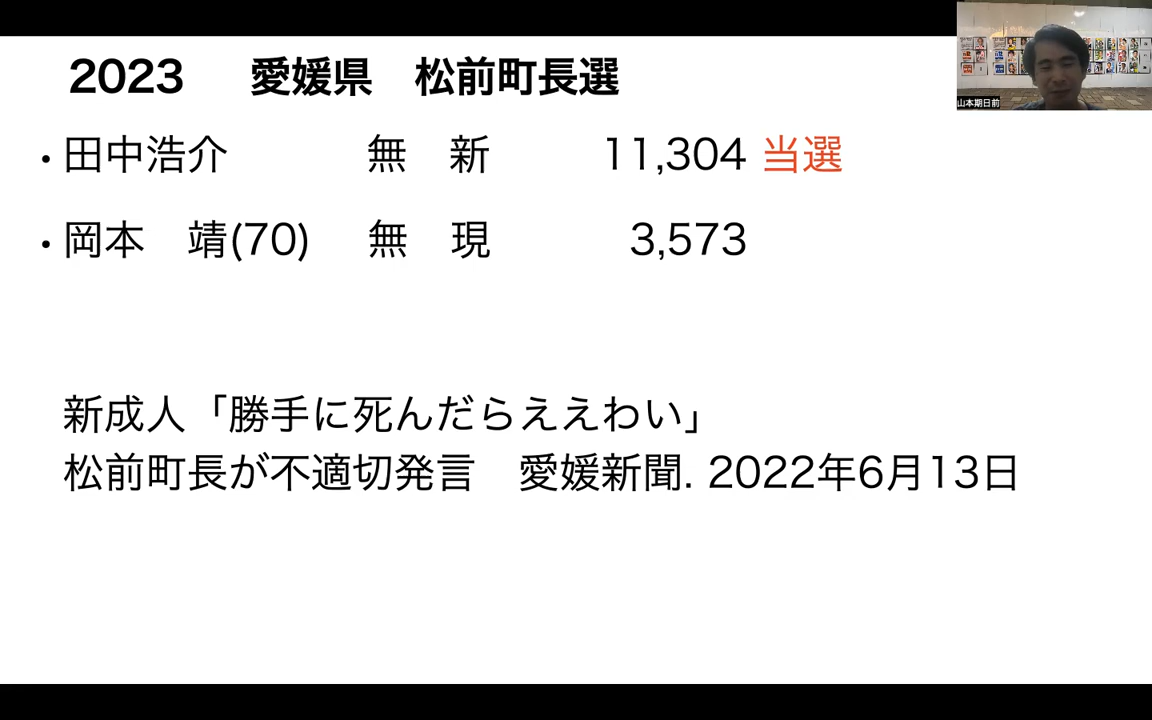 2023　愛媛県　松前町長選
・田中浩介　無　新　11,304 当選
・岡本　靖(70)　無　現　3,573
新成人「勝手に死んだらええわい」
松前町長が不適切発言　愛媛新聞. 2022年6月13日
山本期日前